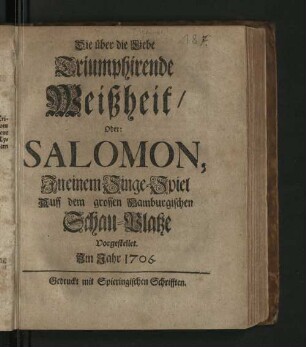 Die über die Liebe
Triumphirende
Weißheit/
Oder:
SALOMON,
In einem Singe-Spiel
Auff dem grossen Hamburgischen
Schau-Platze
Vorgestellet.
Im Jahr 1706.
Gedruckt mit Spieringischen Schrifften.